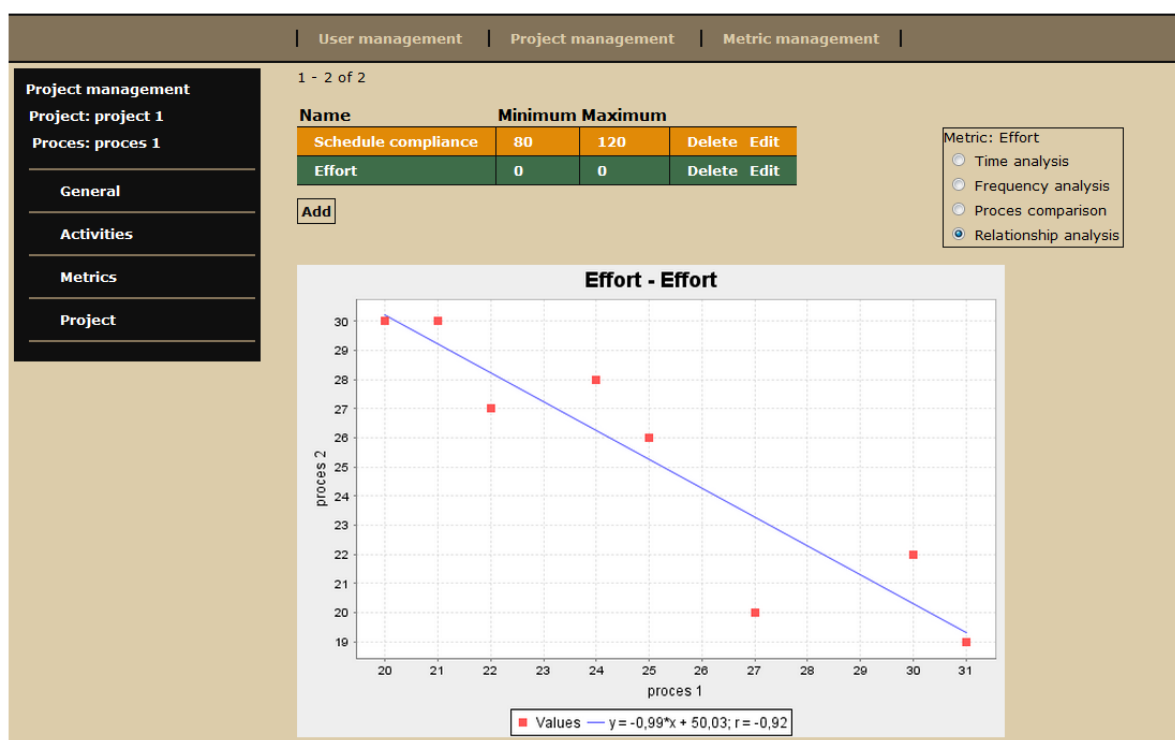 User management | Project management | Metric management
Project management
Project: project 1
Proces: proces 1
General
Activities
Metrics
Project
1 - 2 of 2
Name Minimum Maximum
Schedule compliance 80 120 Delete Edit
Effort 0 0 Delete Edit
Add
Metric: Effort
Time analysis
Frequency analysis
Proces comparison
Relationship analysis
Effort - Effort
30
29
28
27
26
25
24
23
22
21
20
19
proces 2
20 21 22 23 24 25 26 27 28 29 30 31
proces 1
Values y = -0,99*x + 50,03; r = -0,92